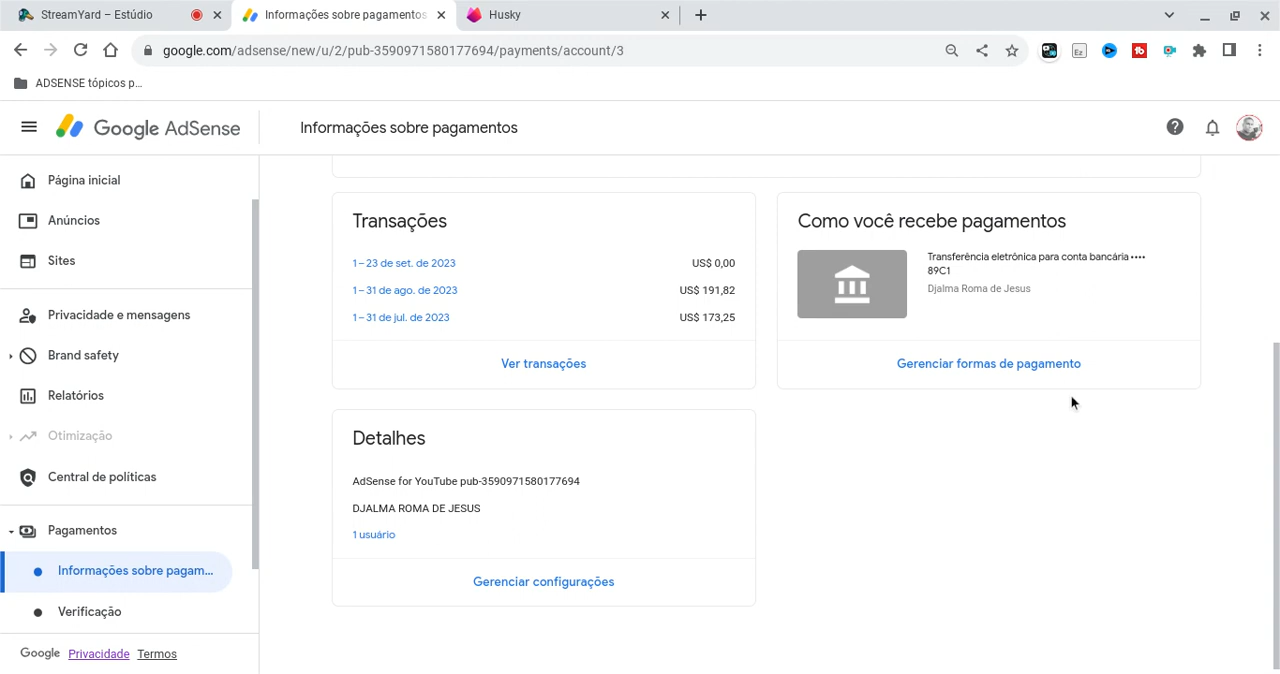 StreamYard – Estúdio
Informações sobre pagamentos
Husky
google.com/adsense/new/u/2/pub-3590971580177694/payments/account/3
Ez
ADSENSE tópicos p...
Google AdSense
Informações sobre pagamentos
Página inicial
Anúncios
Sites
Privacidade e mensagens
Brand safety
Relatórios
Otimização
Central de políticas
Pagamentos
Informações sobre pagam...
Verificação
Google Privacidade Termos
Transações
1 – 23 de set. de 2023 US$ 0,00
1 – 31 de ago. de 2023 US$ 191,82
1 – 31 de jul. de 2023 US$ 173,25
Ver transações
Como você recebe pagamentos
Transferência eletrônica para conta bancária ••••
89C1
Djalma Roma de Jesus
Gerenciar formas de pagamento
Detalhes
AdSense for YouTube pub-3590971580177694
DJALMA ROMA DE JESUS
1 usuário
Gerenciar configurações